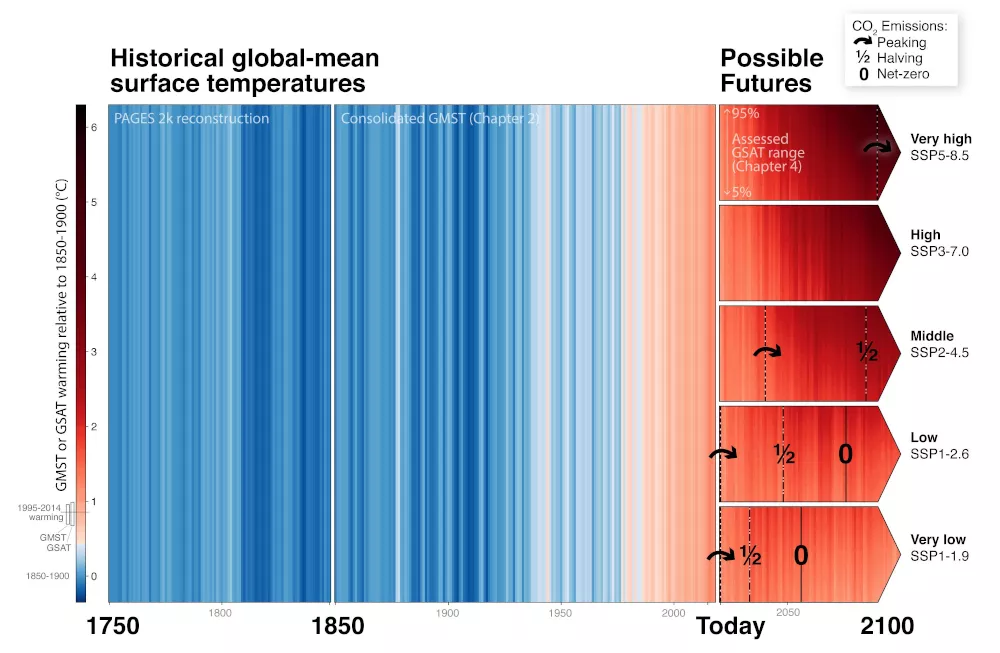 CO2 Emissions:
Peaking
½ Halving
0 Net-zero
Historical global-mean
surface temperatures
Possible
Futures
PAGES 2k reconstruction
Consolidated GMST (Chapter 2)
↑95%
Assessed
GSAT range
(Chapter 4)
↓5%
GMST or GSAT warming relative to 1850-1900 (°C)
6
5
4
3
2
1
0
1995-2014
warming
GMST
GSAT
1850-1900
Very high
SSP5-8.5
High
SSP3-7.0
½
Middle
SSP2-4.5
½ 0
Low
SSP1-2.6
½ 0
Very low
SSP1-1.9
1800
1900
1950
2000
2050
1750
1850
Today
2100